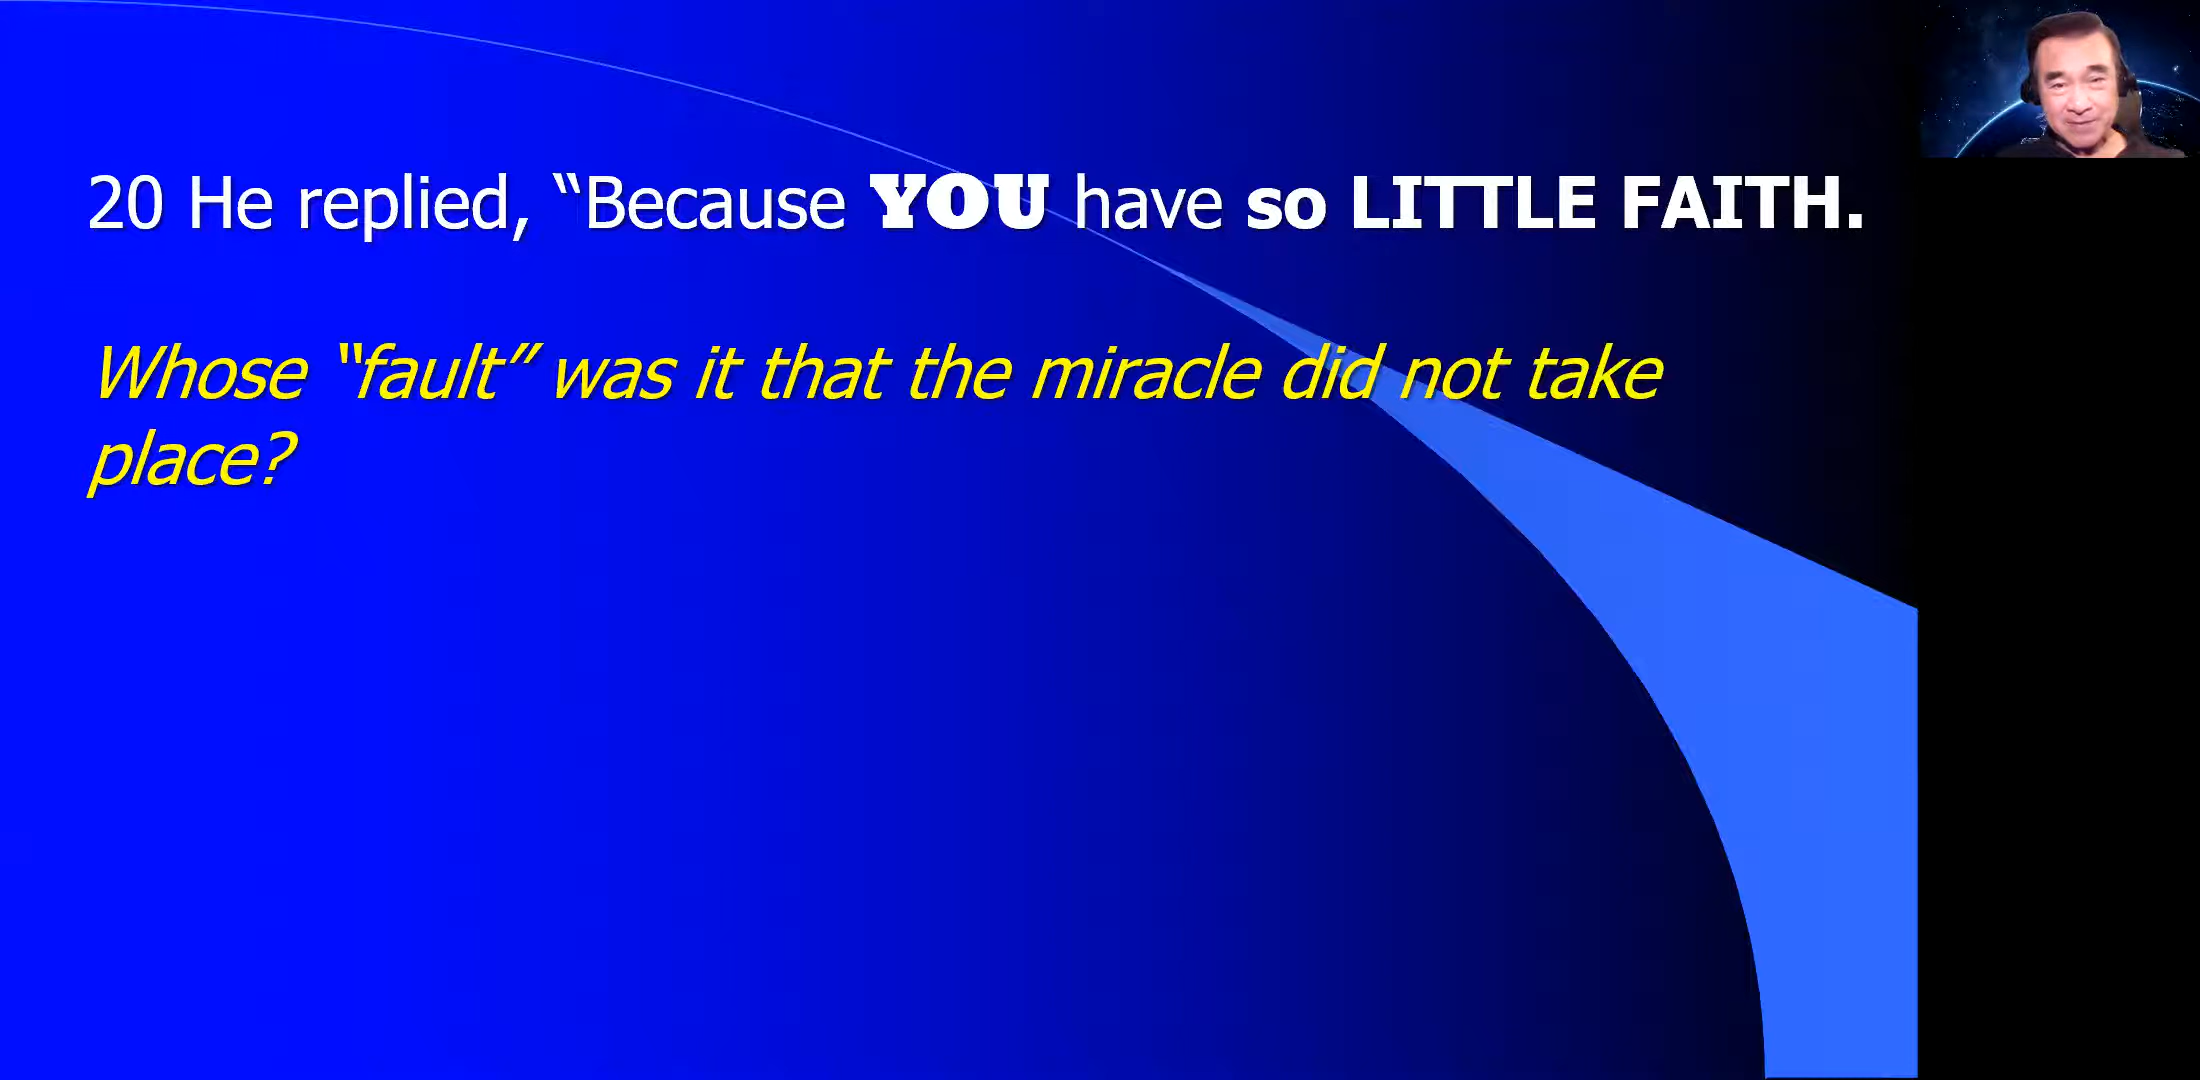 20 He replied, “Because YOU have so LITTLE FAITH.
Whose “fault” was it that the miracle did not take
place?